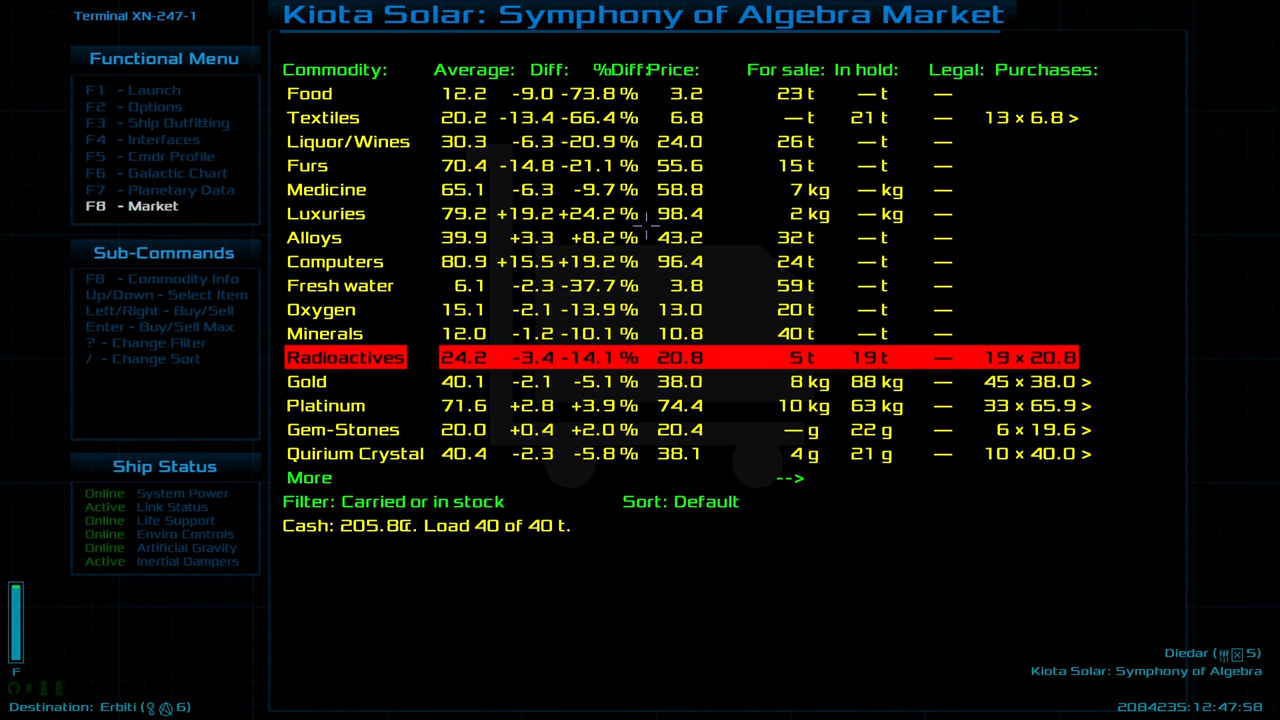 Terminal XN-247-1
Kiota Solar: Symphony of Algebra Market
Functional Menu
F1 - Launch
F2 - Options
F3 - Ship Outfitting
F4 - Interfaces
F5 - Cmdr Profile
F6 - Galactic Chart
F7 - Planetary Data
F8 - Market
Sub-Commands
F8 - Commodity Info
Up/Down - Select Item
Left/Right - Buy/Sell
Enter - Buy/Sell Max
? - Change Filter
/ - Change Sort
Ship Status
Online System Power
Active Link Status
Online Life Support
Online Enviro Controls
Online Artificial Gravity
Active Inertial Dampers
Commodity: Average: Diff: %Diff: Price: For sale: In hold: Legal: Purchases:
Food 12.2 -9.0 -73.8 % 3.2 23 t — t —
Textiles 20.2 -13.4 -66.4 % 6.8 — t 21 t — 13 × 6.8 >
Liquor/Wines 30.3 -6.3 -20.9 % 24.0 26 t — t —
Furs 70.4 -14.8 -21.1 % 55.6 15 t — t —
Medicine 65.1 -6.3 -9.7 % 58.8 7 kg — kg —
Luxuries 79.2 +19.2 +24.2 % 98.4 2 kg — kg —
Alloys 39.9 +3.3 +8.2 % 43.2 32 t — t —
Computers 80.9 +15.5 +19.2 % 96.4 24 t — t —
Fresh water 6.1 -2.3 -37.7 % 3.8 59 t — t —
Oxygen 15.1 -2.1 -13.9 % 13.0 20 t — t —
Minerals 12.0 -1.2 -10.1 % 10.8 40 t — t —
Radioactives 24.2 -3.4 -14.1 % 20.8 5 t 19 t — 19 × 20.8
Gold 40.1 -2.1 -5.1 % 38.0 8 kg 88 kg — 45 × 38.0 >
Platinum 71.6 +2.8 +3.9 % 74.4 10 kg 63 kg — 33 × 65.9 >
Gem-Stones 20.0 +0.4 +2.0 % 20.4 — g 22 g — 6 × 19.6 >
Quirium Crystal 40.4 -2.3 -5.8 % 38.1 4 g 21 g — 10 × 40.0 >
More -->
Filter: Carried or in stock Sort: Default
Cash: 205.8₢. Load 40 of 40 t.
F
Destination: Erbiti (6)
Diedar (5)
Kiota Solar: Symphony of Algebra
2084235:12:47:58